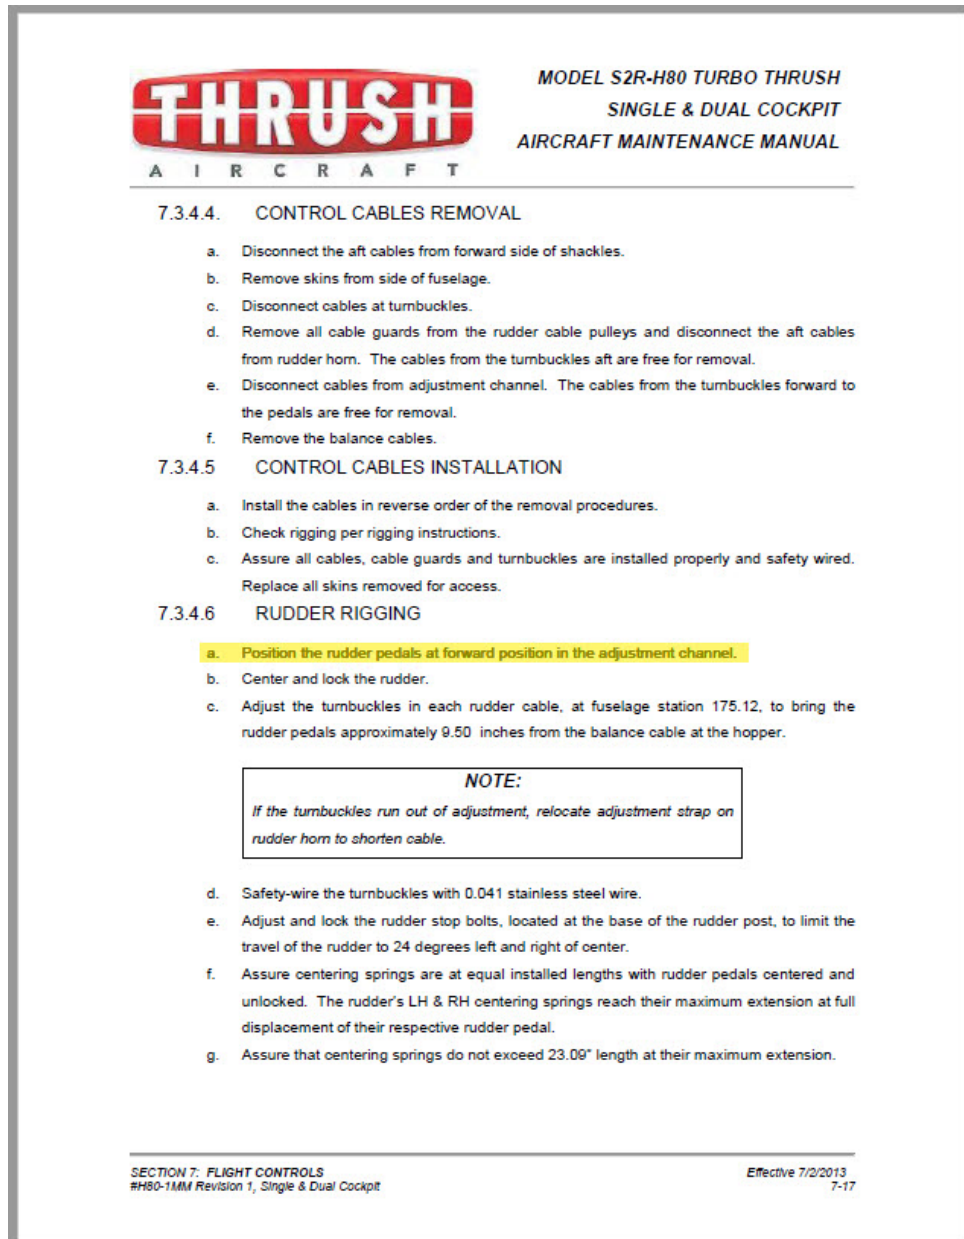 THRUSH
AIRCRAFT
MODEL S2R-H80 TURBO THRUSH
SINGLE & DUAL COCKPIT
AIRCRAFT MAINTENANCE MANUAL
7.3.4.4. CONTROL CABLES REMOVAL
a. Disconnect the aft cables from forward side of shackles.
b. Remove skins from side of fuselage.
c. Disconnect cables at turnbuckles.
d. Remove all cable guards from the rudder cable pulleys and disconnect the aft cables
from rudder horn. The cables from the turnbuckles aft are free for removal.
e. Disconnect cables from adjustment channel. The cables from the turnbuckles forward to
the pedals are free for removal.
f. Remove the balance cables.
7.3.4.5 CONTROL CABLES INSTALLATION
a. Install the cables in reverse order of the removal procedures.
b. Check rigging per rigging instructions.
c. Assure all cables, cable guards and turnbuckles are installed properly and safety wired.
Replace all skins removed for access.
7.3.4.6 RUDDER RIGGING
a. Position the rudder pedals at forward position in the adjustment channel.
b. Center and lock the rudder.
c. Adjust the turnbuckles in each rudder cable, at fuselage station 175.12, to bring the
rudder pedals approximately 9.50 inches from the balance cable at the hopper.
NOTE:
If the turnbuckles run out of adjustment, relocate adjustment strap on
rudder horn to shorten cable.
d. Safety-wire the turnbuckles with 0.041 stainless steel wire.
e. Adjust and lock the rudder stop bolts, located at the base of the rudder post, to limit the
travel of the rudder to 24 degrees left and right of center.
f. Assure centering springs are at equal installed lengths with rudder pedals centered and
unlocked. The rudder's LH & RH centering springs reach their maximum extension at full
displacement of their respective rudder pedal.
g. Assure that centering springs do not exceed 23.09" length at their maximum extension.
SECTION 7: FLIGHT CONTROLS
#H80-1MM Revision 1, Single & Dual Cockpit
Effective 7/2/2013
7-17